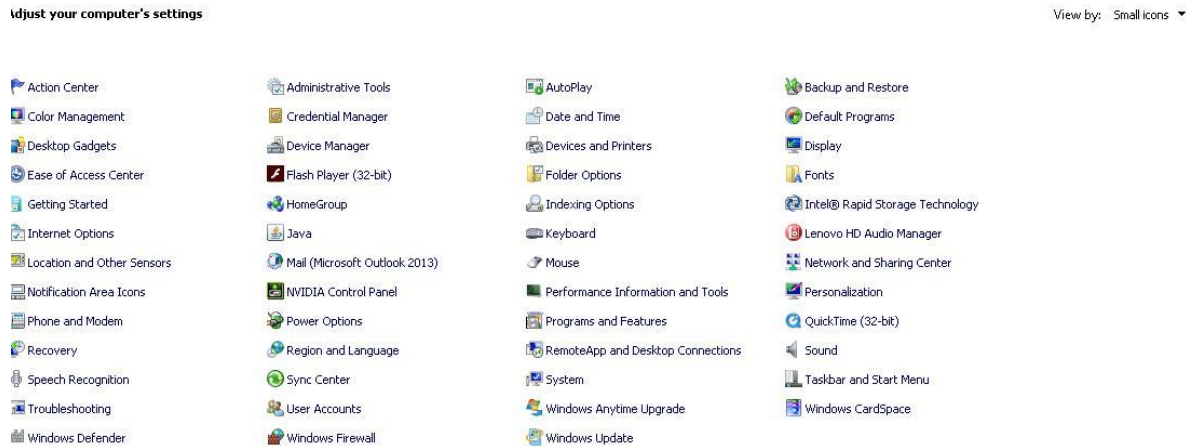 Adjust your computer's settings View by: Small icons
Action Center Administrative Tools AutoPlay Backup and Restore
Color Management Credential Manager Date and Time Default Programs
Desktop Gadgets Device Manager Devices and Printers Display
Ease of Access Center Flash Player (32-bit) Folder Options Fonts
Getting Started HomeGroup Indexing Options Intel® Rapid Storage Technology
Internet Options Java Keyboard Lenovo HD Audio Manager
Location and Other Sensors Mail (Microsoft Outlook 2013) Mouse Network and Sharing Center
Notification Area Icons NVIDIA Control Panel Performance Information and Tools Personalization
Phone and Modem Power Options Programs and Features QuickTime (32-bit)
Recovery Region and Language RemoteApp and Desktop Connections Sound
Speech Recognition Sync Center System Taskbar and Start Menu
Troubleshooting User Accounts Windows Anytime Upgrade Windows CardSpace
Windows Defender Windows Firewall Windows Update